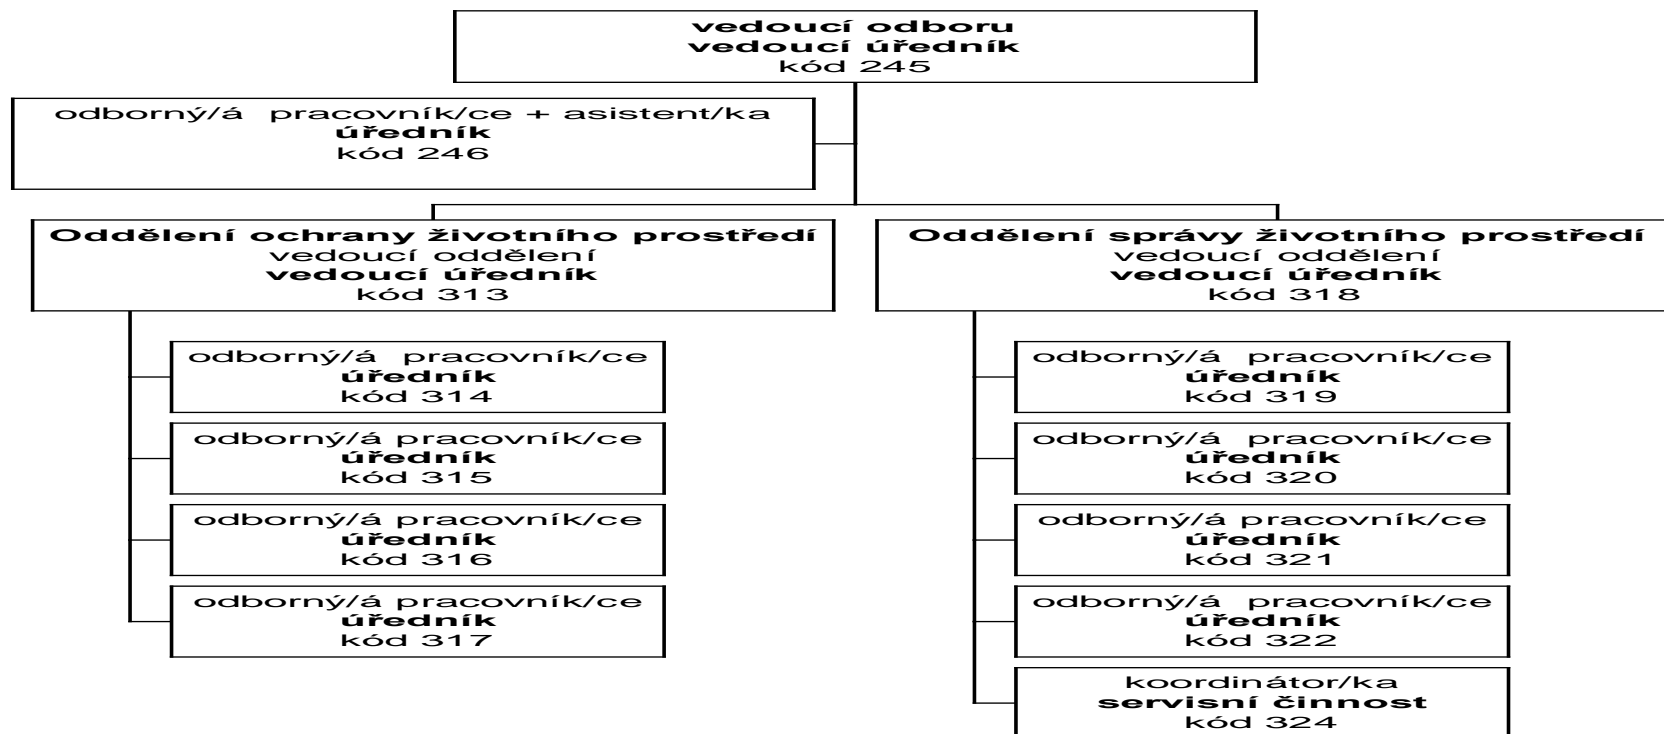 vedoucí odboru
vedoucí úředník
kód 245
odborný/á pracovník/ce + asistent/ka
úředník
kód 246
Oddělení ochrany životního prostředí
vedoucí oddělení
vedoucí úředník
kód 313
odborný/á pracovník/ce
úředník
kód 314
odborný/á pracovník/ce
úředník
kód 315
odborný/á pracovník/ce
úředník
kód 316
odborný/á pracovník/ce
úředník
kód 317
Oddělení správy životního prostředí
vedoucí oddělení
vedoucí úředník
kód 318
odborný/á pracovník/ce
úředník
kód 319
odborný/á pracovník/ce
úředník
kód 320
odborný/á pracovník/ce
úředník
kód 321
odborný/á pracovník/ce
úředník
kód 322
koordinátor/ka
servisní činnost
kód 324